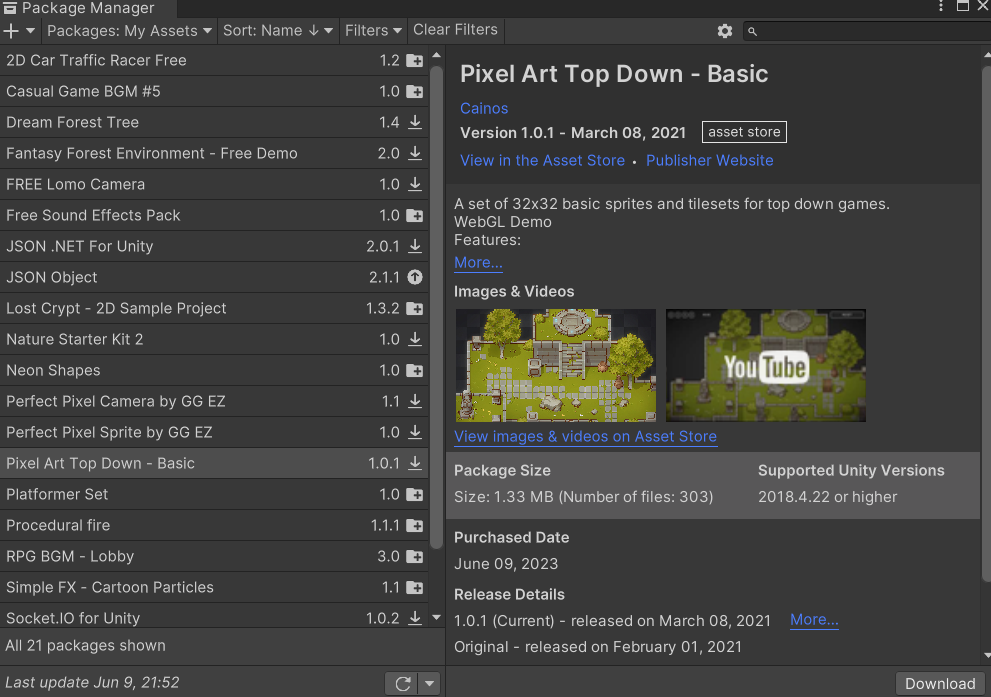 Package Manager
Packages: My Assets
Sort: Name ↓
Filters
Clear Filters
2D Car Traffic Racer Free 1.2
Casual Game BGM #5 1.0
Dream Forest Tree 1.4
Fantasy Forest Environment - Free Demo 2.0
FREE Lomo Camera 1.0
Free Sound Effects Pack 1.0
JSON .NET For Unity 2.0.1
JSON Object 2.1.1
Lost Crypt - 2D Sample Project 1.3.2
Nature Starter Kit 2 1.0
Neon Shapes 1.0
Perfect Pixel Camera by GG EZ 1.1
Perfect Pixel Sprite by GG EZ 1.0
Pixel Art Top Down - Basic 1.0.1
Platformer Set 1.0
Procedural fire 1.1.1
RPG BGM - Lobby 3.0
Simple FX - Cartoon Particles 1.1
Socket.IO for Unity 1.0.2
All 21 packages shown
Last update Jun 9, 21:52
Pixel Art Top Down - Basic
Cainos
Version 1.0.1 - March 08, 2021 asset store
View in the Asset Store • Publisher Website
A set of 32x32 basic sprites and tilesets for top down games.
WebGL Demo
Features:
More...
Images & Videos
YouTube
View images & videos on Asset Store
Package Size
Size: 1.33 MB (Number of files: 303)
Supported Unity Versions
2018.4.22 or higher
Purchased Date
June 09, 2023
Release Details
1.0.1 (Current) - released on March 08, 2021 More...
Original - released on February 01, 2021
Download